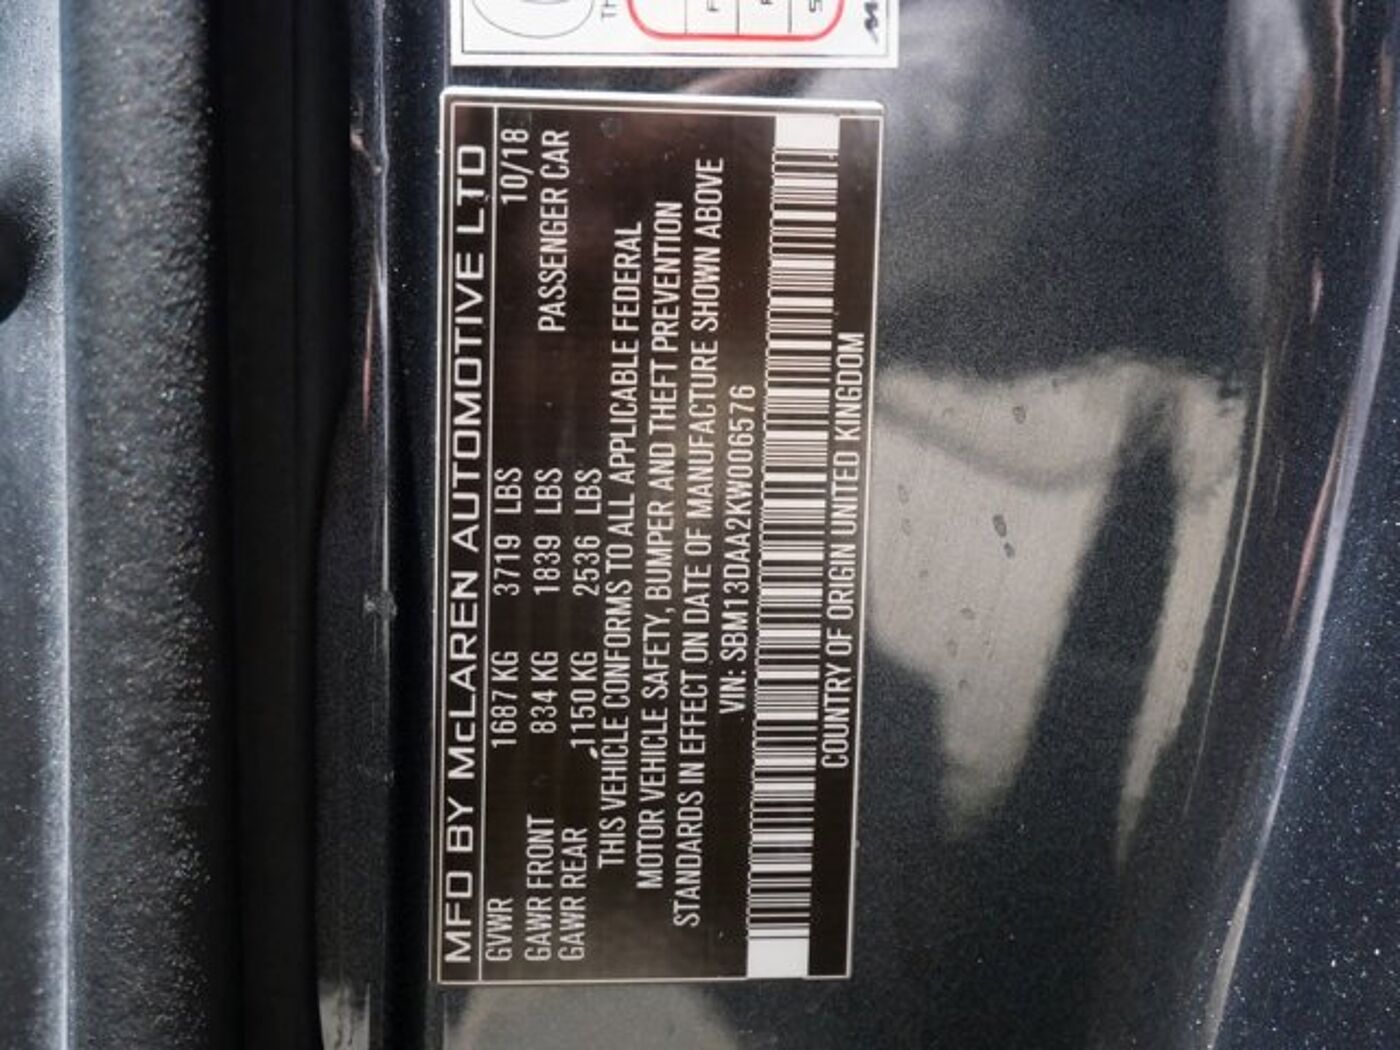 MFD BY McLAREN AUTOMOTIVE LTD
GVWR 1687 KG 3719 LBS 10/18
GAWR FRONT 834 KG 1839 LBS PASSENGER CAR
GAWR REAR 1150 KG 2536 LBS
THIS VEHICLE CONFORMS TO ALL APPLICABLE FEDERAL
MOTOR VEHICLE SAFETY, BUMPER AND THEFT PREVENTION
STANDARDS IN EFFECT ON DATE OF MANUFACTURE SHOWN ABOVE
VIN: SBM13DAA2KW006576
COUNTRY OF ORIGIN UNITED KINGDOM